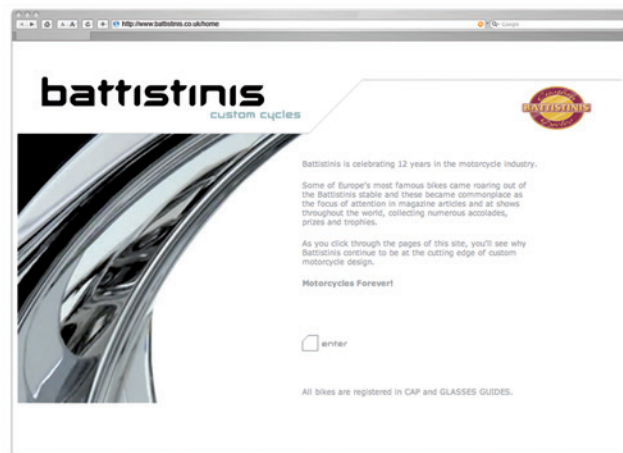 A A
http://www.battistinis.co.uk/home
Google
battistinis
custom cycles
Complete
BATTISTINIS
Battistinis is celebrating 12 years in the motorcycle industry.
Some of Europe's most famous bikes came roaring out of
the Battistinis stable and these became commonplace as
the focus of attention in magazine articles and at shows
throughout the world, collecting numerous accolades,
prizes and trophies.
As you click through the pages of this site, you'll see why
Battistinis continue to be at the cutting edge of custom
motorcycle design.
Motorcycles Forever!
enter
All bikes are registered in CAP and GLASSES GUIDES.